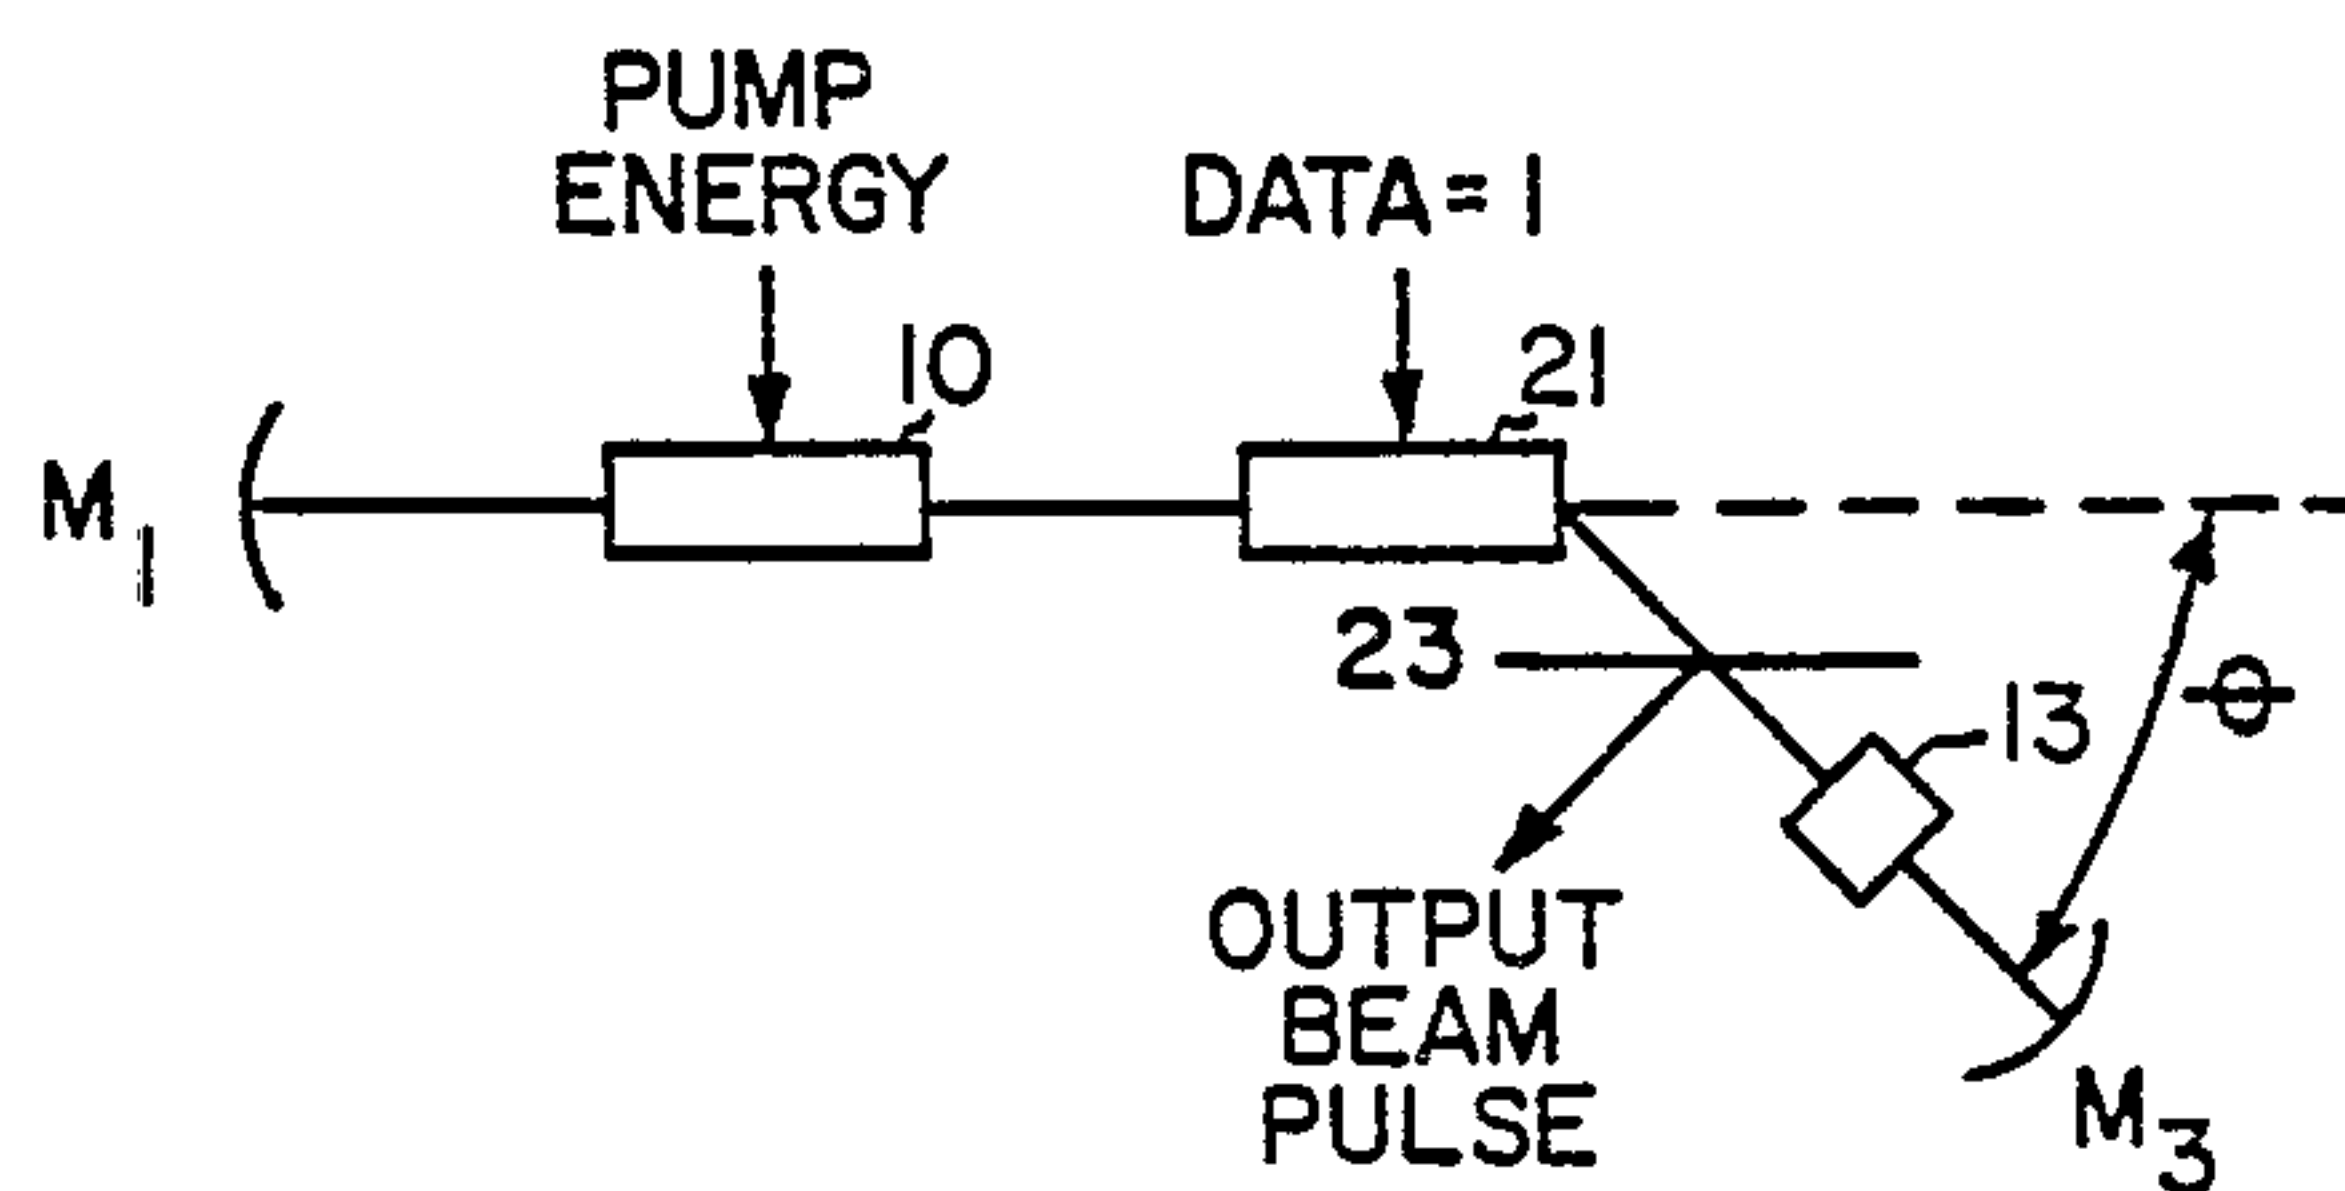 PUMP
ENERGY
DATA = 1
10
21
M1
23
13
θ
OUTPUT
BEAM
PULSE
M3